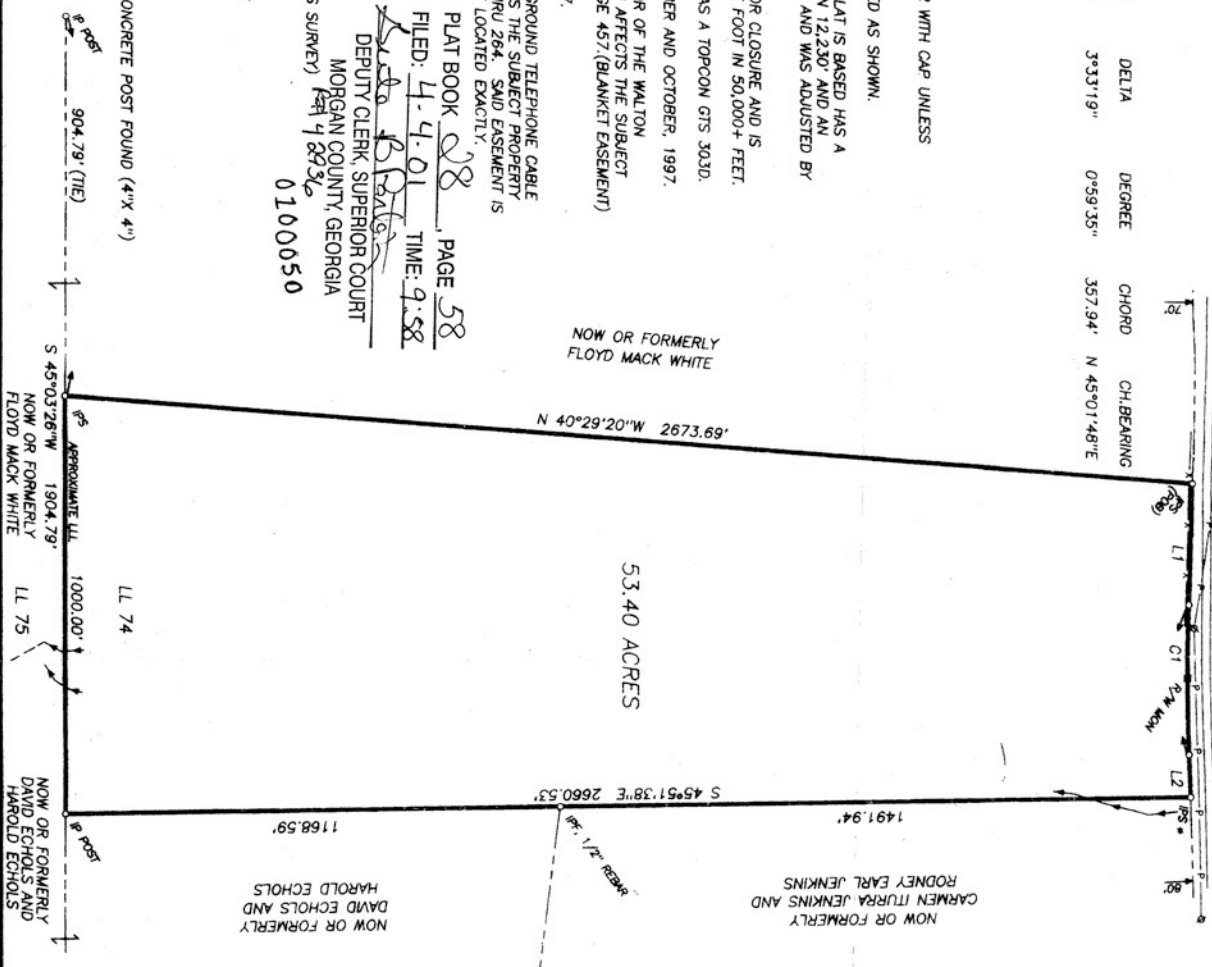 DELTA DEGREE CHORD CH.BEARING
3°33'19" 0°59'35" 357.94' N 45°01'48"E
WITH CAP UNLESS
ED AS SHOWN.
LAT IS BASED HAS A
N 12,230' AND AN
AND WAS ADJUSTED BY
OR CLOSURE AND IS
FOOT IN 50,000+ FEET.
AS A TOPCON GTS 303D.
BER AND OCTOBER, 1997.
OR OF THE WALTON
AFFECTS THE SUBJECT
GE 457.(BLANKET EASEMENT)
GROUND TELEPHONE CABLE
S THE SUBJECT PROPERTY
HRU 264. SAID EASEMENT IS
LOCATED EXACTLY.
PLAT BOOK 28, PAGE 58
FILED: 4-4-01 TIME: 9:58
DEPUTY CLERK, SUPERIOR COURT
MORGAN COUNTY, GEORGIA
S SURVEY)
0100050
ONCRETE POST FOUND (4"X 4")
IP POST
904.79' (TIE)
NOW OR FORMERLY
FLOYD MACK WHITE
N 40°29'20"W 2673.69'
70'
(POB)
L1
C1
R/W MON
L2
IPS
80'
P P P P P P
X X X
53.40 ACRES
S 45°51'38"E 2660.53'
1491.94'
1168.59'
IPF, 1/2" REBAR
NOW OR FORMERLY
CARMEN ITURRA JENKINS AND
RODNEY EARL JENKINS
NOW OR FORMERLY
DAVID ECHOLS AND
HAROLD ECHOLS
IPS
APPROXIMATE LLL
1000.00'
S 45°03'26"W 1904.79'
NOW OR FORMERLY
FLOYD MACK WHITE
LL 74
LL 75
IP POST
NOW OR FORMERLY
DAVID ECHOLS AND
HAROLD ECHOLS